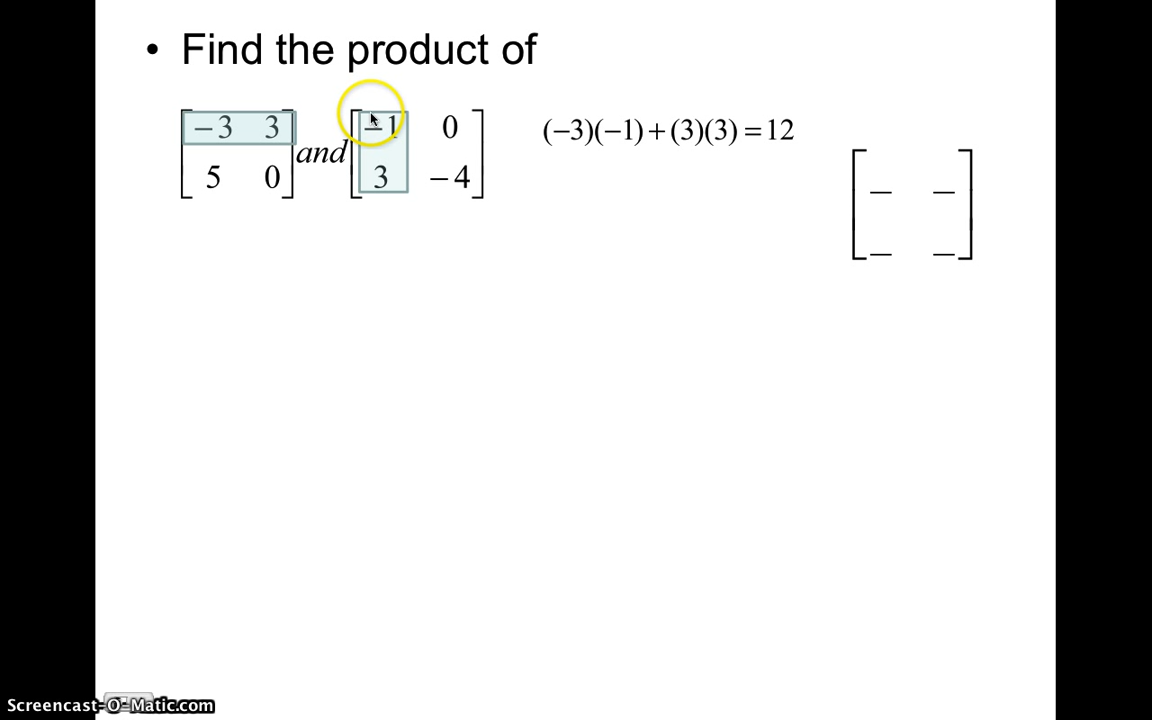 • Find the product of
[−3 3
5 0] and [−1 0
3 −4]
(−3)(−1)+(3)(3)=12
[− −
− −]
Screencast-O-Matic.com